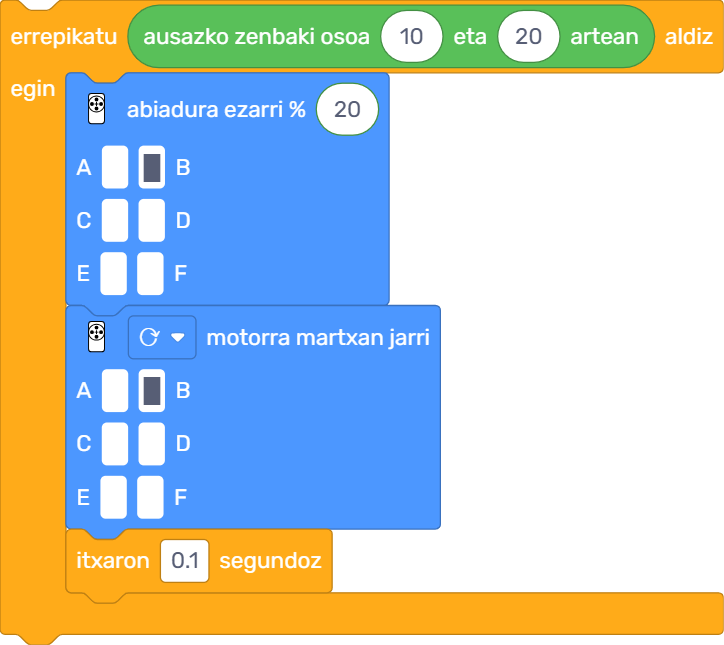 errepikatu ausazko zenbaki osoa 10 eta 20 artean aldiz
egin
abiadura ezarri % 20
A B
C D
E F
motorra martxan jarri
A B
C D
E F
itxaron 0.1 segundoz